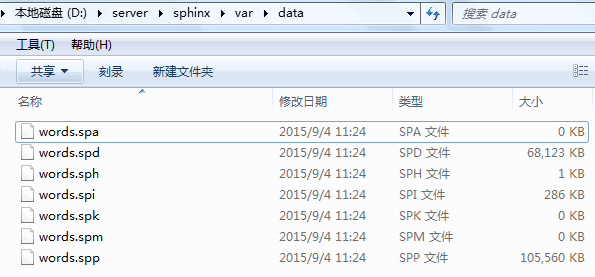 本地磁盘 (D:) ▸ server ▸ sphinx ▸ var ▸ data 搜索 data
工具(T) 帮助(H)
共享 刻录 新建文件夹
名称 修改日期 类型 大小
words.spa 2015/9/4 11:24 SPA 文件 0 KB
words.spd 2015/9/4 11:24 SPD 文件 68,123 KB
words.sph 2015/9/4 11:24 SPH 文件 1 KB
words.spi 2015/9/4 11:24 SPI 文件 286 KB
words.spk 2015/9/4 11:24 SPK 文件 0 KB
words.spm 2015/9/4 11:24 SPM 文件 0 KB
words.spp 2015/9/4 11:24 SPP 文件 105,560 KB